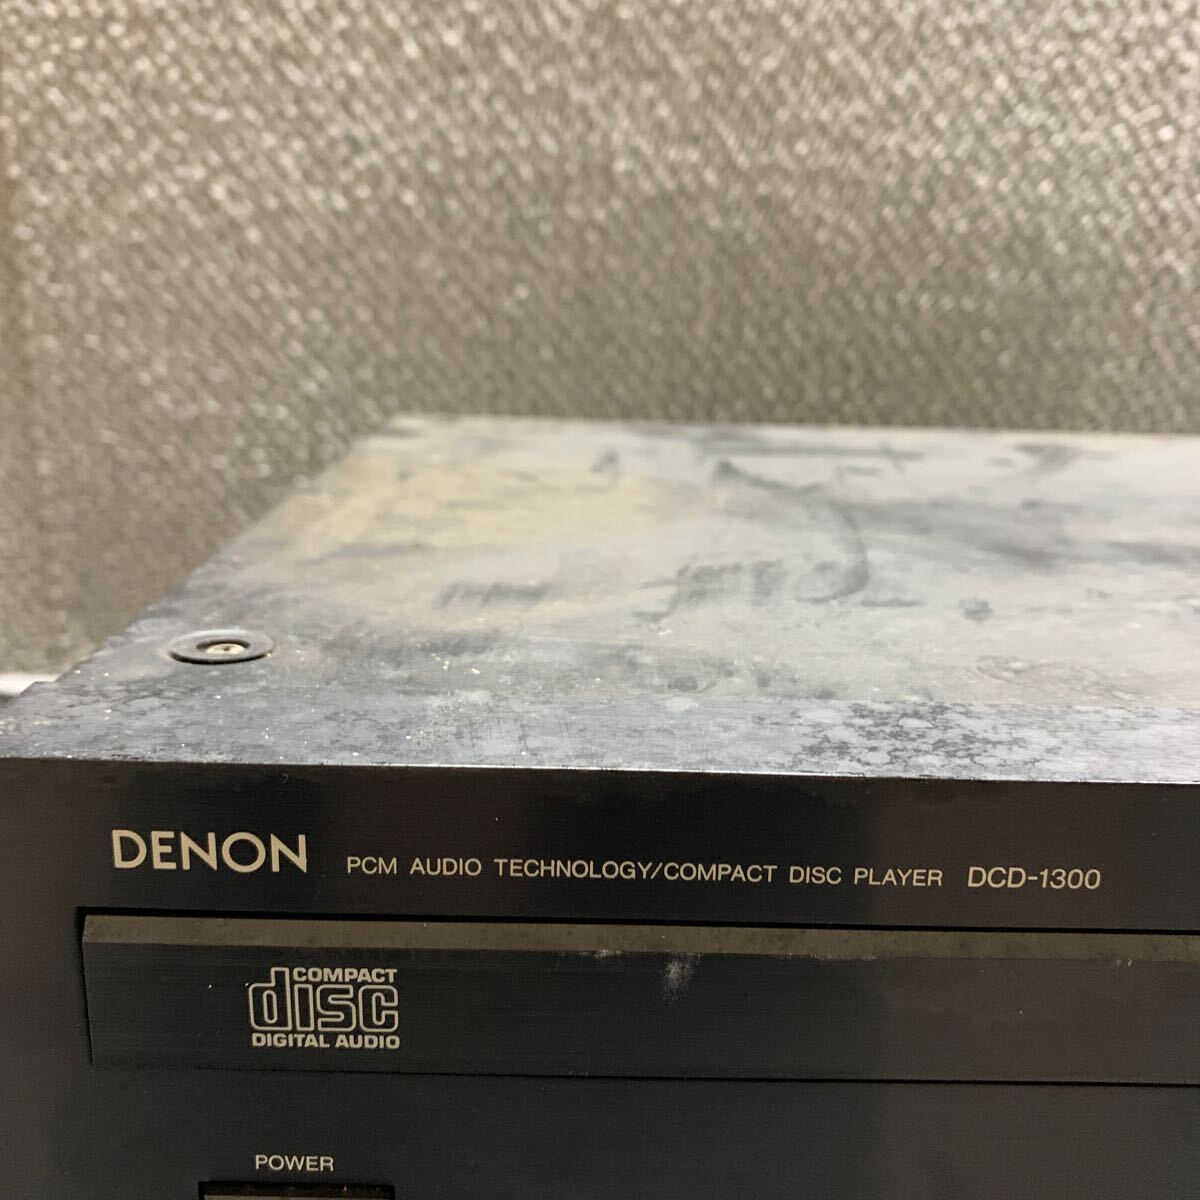 DENON PCM AUDIO TECHNOLOGY/COMPACT DISC PLAYER DCD-1300
COMPACT
disc
DIGITAL AUDIO
POWER